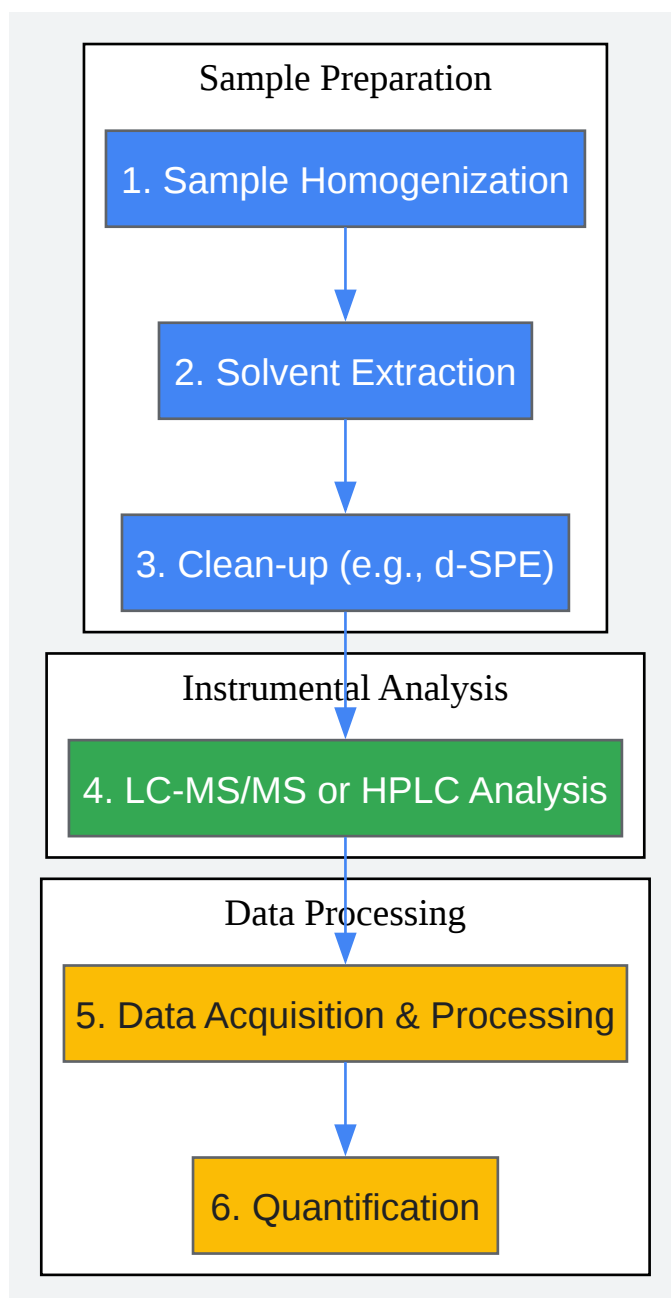 Sample Preparation
1. Sample Homogenization
2. Solvent Extraction
3. Clean-up (e.g., d-SPE)
Instrumental Analysis
4. LC-MS/MS or HPLC Analysis
Data Processing
5. Data Acquisition & Processing
6. Quantification